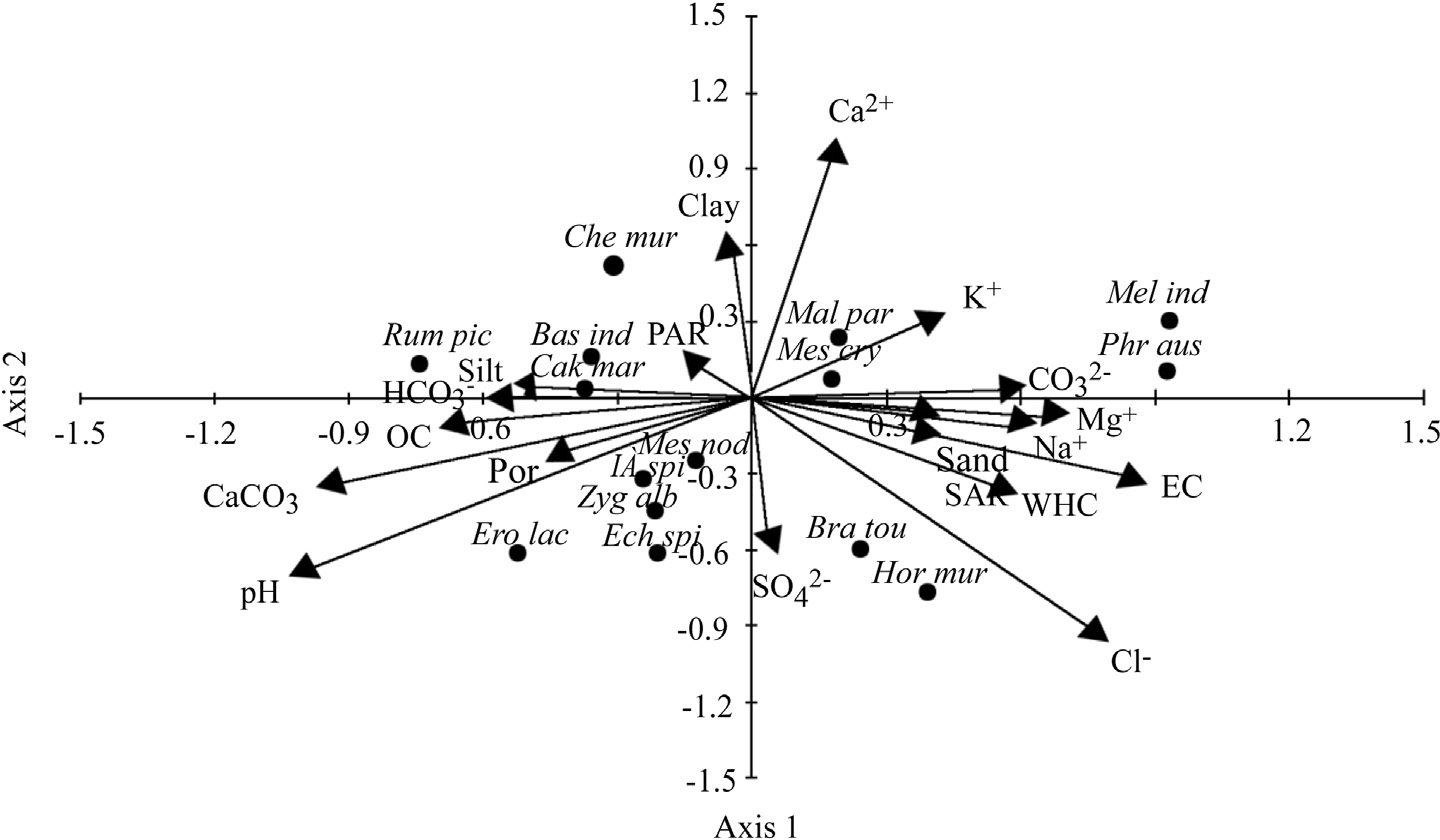 1.5
1.2
Ca2+
0.9
Clay
Che mur
K+
Mel ind
0.3
Mal par
Rum pic
Bas ind
PAR
Phr aus
Mes cry
Cak mar
Silt
CO32-
HCO3-
Axis 2
Mg+
-1.5
-1.2
-0.9
OC
-0.6
0.3
1.2
1.5
Na+
Mes nod
Sand
Por
spi
-0.3
EC
CaCO3
Zyg alb
SAR
WHC
Bra tou
Ero lac
Ech spi
-0.6
Hor mur
pH
SO42-
-0.9
Cl-
-1.2
-1.5
Axis 1